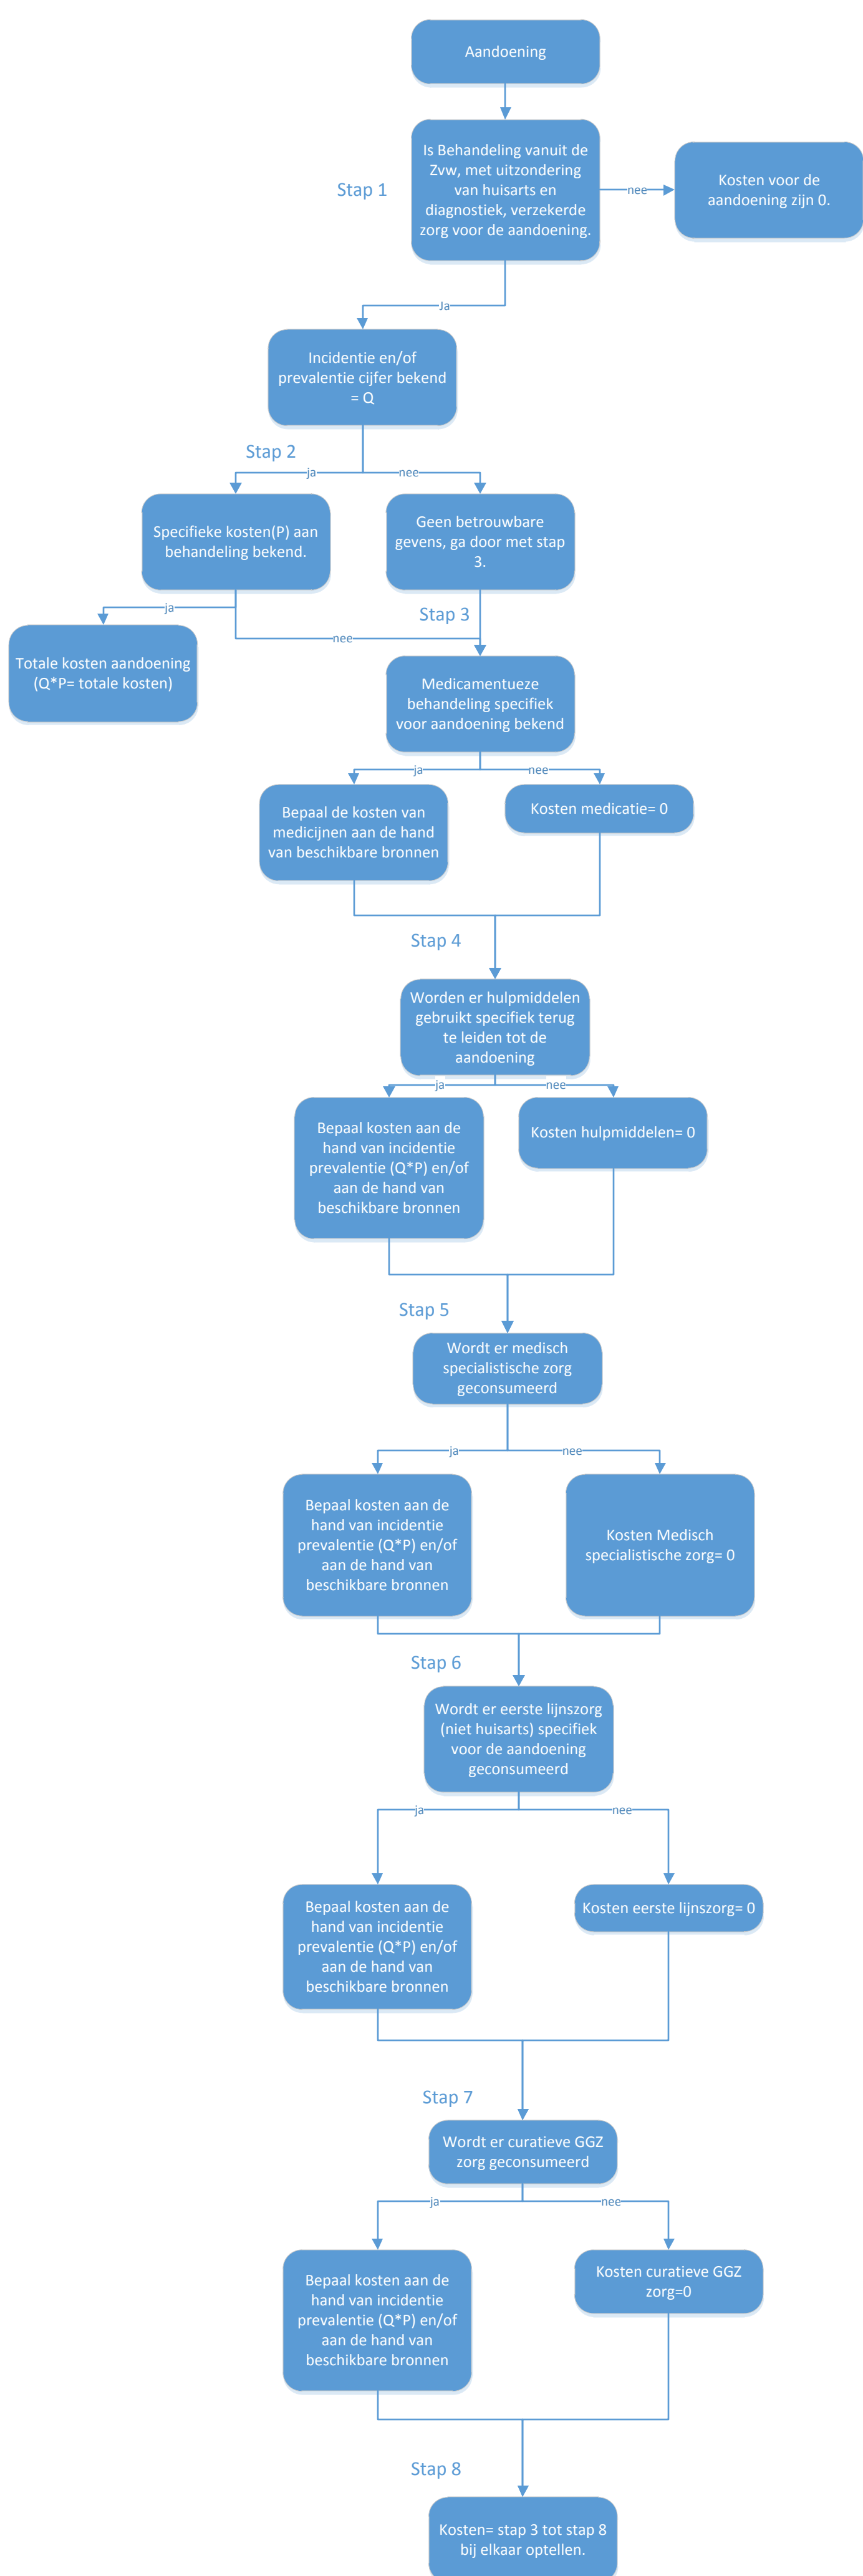 Aandoening
Is Behandeling vanuit de
Zvw, met uitzondering
van huisarts en
diagnostiek, verzekerde
zorg voor de aandoening.
Stap 1
nee
Kosten voor de
aandoening zijn 0.
Ja
Incidentie en/of
prevalentie cijfer bekend
= Q
Stap 2
ja
nee
Specifieke kosten(P) aan
behandeling bekend.
Geen betrouwbare
gevens, ga door met stap
3.
ja
Stap 3
nee
Totale kosten aandoening
(Q*P= totale kosten)
Medicamentueze
behandeling specifiek
voor aandoening bekend
ja
nee
Bepaal de kosten van
medicijnen aan de hand
van beschikbare bronnen
Kosten medicatie= 0
Stap 4
Worden er hulpmiddelen
gebruikt specifiek terug
te leiden tot de
aandoening
ja
nee
Bepaal kosten aan de
hand van incidentie
prevalentie (Q*P) en/of
aan de hand van
beschikbare bronnen
Kosten hulpmiddelen= 0
Stap 5
Wordt er medisch
specialistische zorg
geconsumeerd
ja
nee
Bepaal kosten aan de
hand van incidentie
prevalentie (Q*P) en/of
aan de hand van
beschikbare bronnen
Kosten Medisch
specialistische zorg= 0
Stap 6
Wordt er eerste lijnszorg
(niet huisarts) specifiek
voor de aandoening
geconsumeerd
ja
nee
Bepaal kosten aan de
hand van incidentie
prevalentie (Q*P) en/of
aan de hand van
beschikbare bronnen
Kosten eerste lijnszorg= 0
Stap 7
Wordt er curatieve GGZ
zorg geconsumeerd
ja
nee
Bepaal kosten aan de
hand van incidentie
prevalentie (Q*P) en/of
aan de hand van
beschikbare bronnen
Kosten curatieve GGZ
zorg=0
Stap 8
Kosten= stap 3 tot stap 8
bij elkaar optellen.